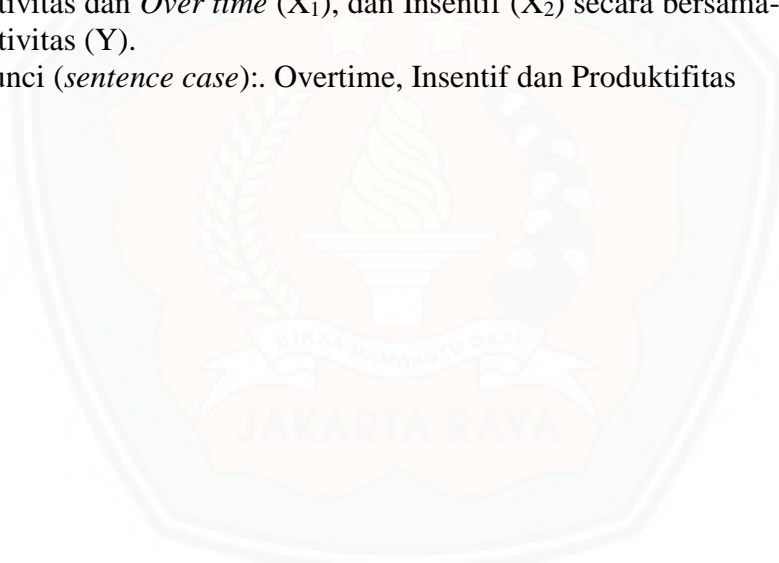 tivitas dan Over time (X₁), dan Insentif (X₂) secara bersama-
tivitas (Y).
unci (sentence case):. Overtime, Insentif dan Produktifitas
JAKARTA RAYA